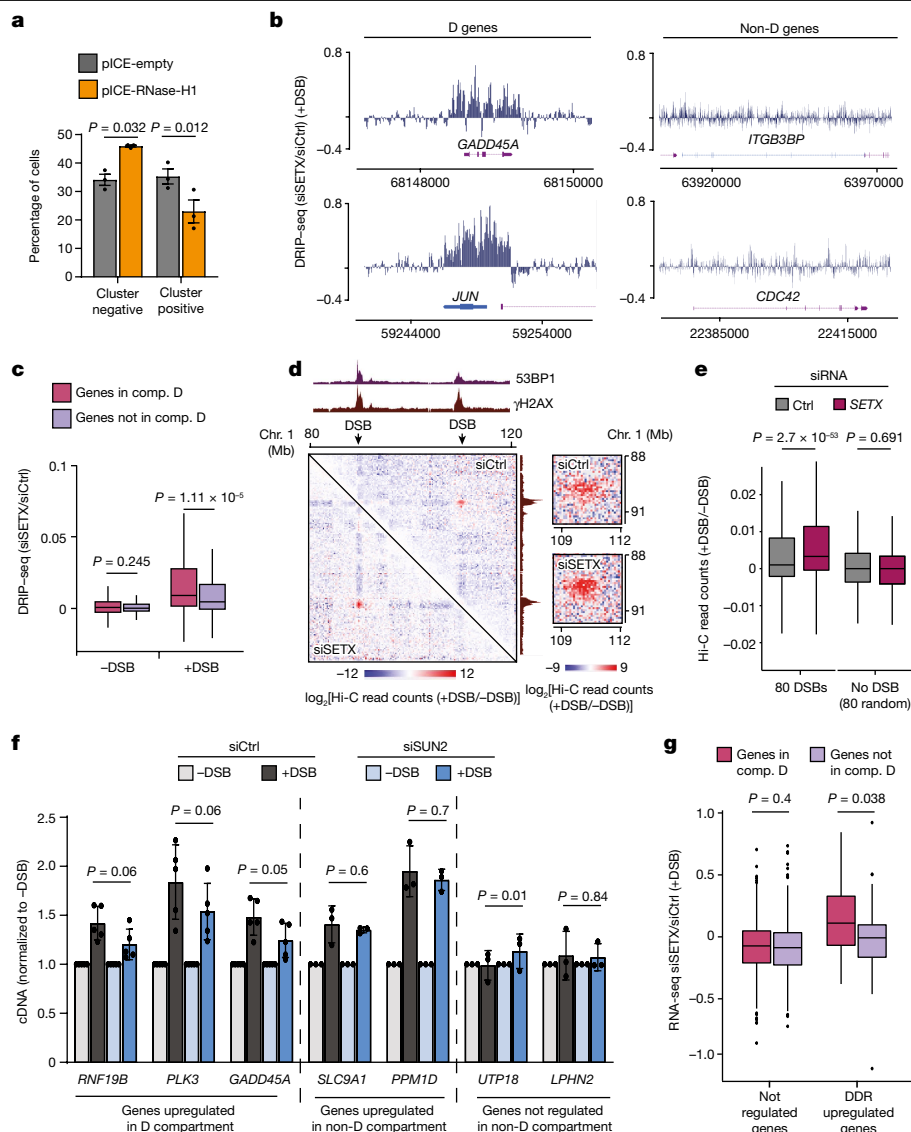 a
pICE-empty
pICE-RNase-H1
P = 0.032 P = 0.012
Percentage of cells
50
40
30
20
10
0
Cluster negative
Cluster positive
b
D genes
Non-D genes
DRIP–seq (siSETX/siCtrl) (+DSB)
0.8
−0.4
GADD45A
68148000 68150000
0.8
−0.4
ITGB3BP
63920000 63970000
0.8
−0.4
JUN
59244000 59254000
0.8
−0.4
CDC42
22385000 22415000
c
Genes in comp. D
Genes not in comp. D
DRIP–seq (siSETX/siCtrl)
0.1
0.05
0
P = 0.245
P = 1.11 × 10⁻⁵
−DSB +DSB
d
53BP1
γH2AX
DSB DSB
Chr. 1 (Mb)
80 120
siCtrl
siSETX
−12 12
log₂[Hi-C read counts (+DSB/−DSB)]
Chr. 1 (Mb)
siCtrl
88
91
109 112
siSETX
88
91
109 112
−9 9
log₂[Hi-C read counts
(+DSB/−DSB)]
e
siRNA
Ctrl SETX
P = 2.7 × 10⁻⁵³ P = 0.691
Hi-C read counts (+DSB/−DSB)
0.02
0.01
0
−0.01
−0.02
80 DSBs
No DSB
(80 random)
f
siCtrl siSUN2
−DSB +DSB −DSB +DSB
cDNA (normalized to −DSB)
2.5
2.0
1.5
1.0
0.5
0
P = 0.06
P = 0.06
P = 0.05
P = 0.6
P = 0.7
P = 0.01
P = 0.84
RNF19B PLK3 GADD45A SLC9A1 PPM1D UTP18 LPHN2
Genes upregulated
in D compartment
Genes upregulated
in non-D compartment
Genes not regulated
in non-D compartment
g
Genes in
comp. D
Genes not
in comp. D
P = 0.4 P = 0.038
RNA-seq siSETX/siCtrl (+DSB)
1.0
0.5
0
−0.5
−1.0
Not
regulated
genes
DDR
upregulated
genes